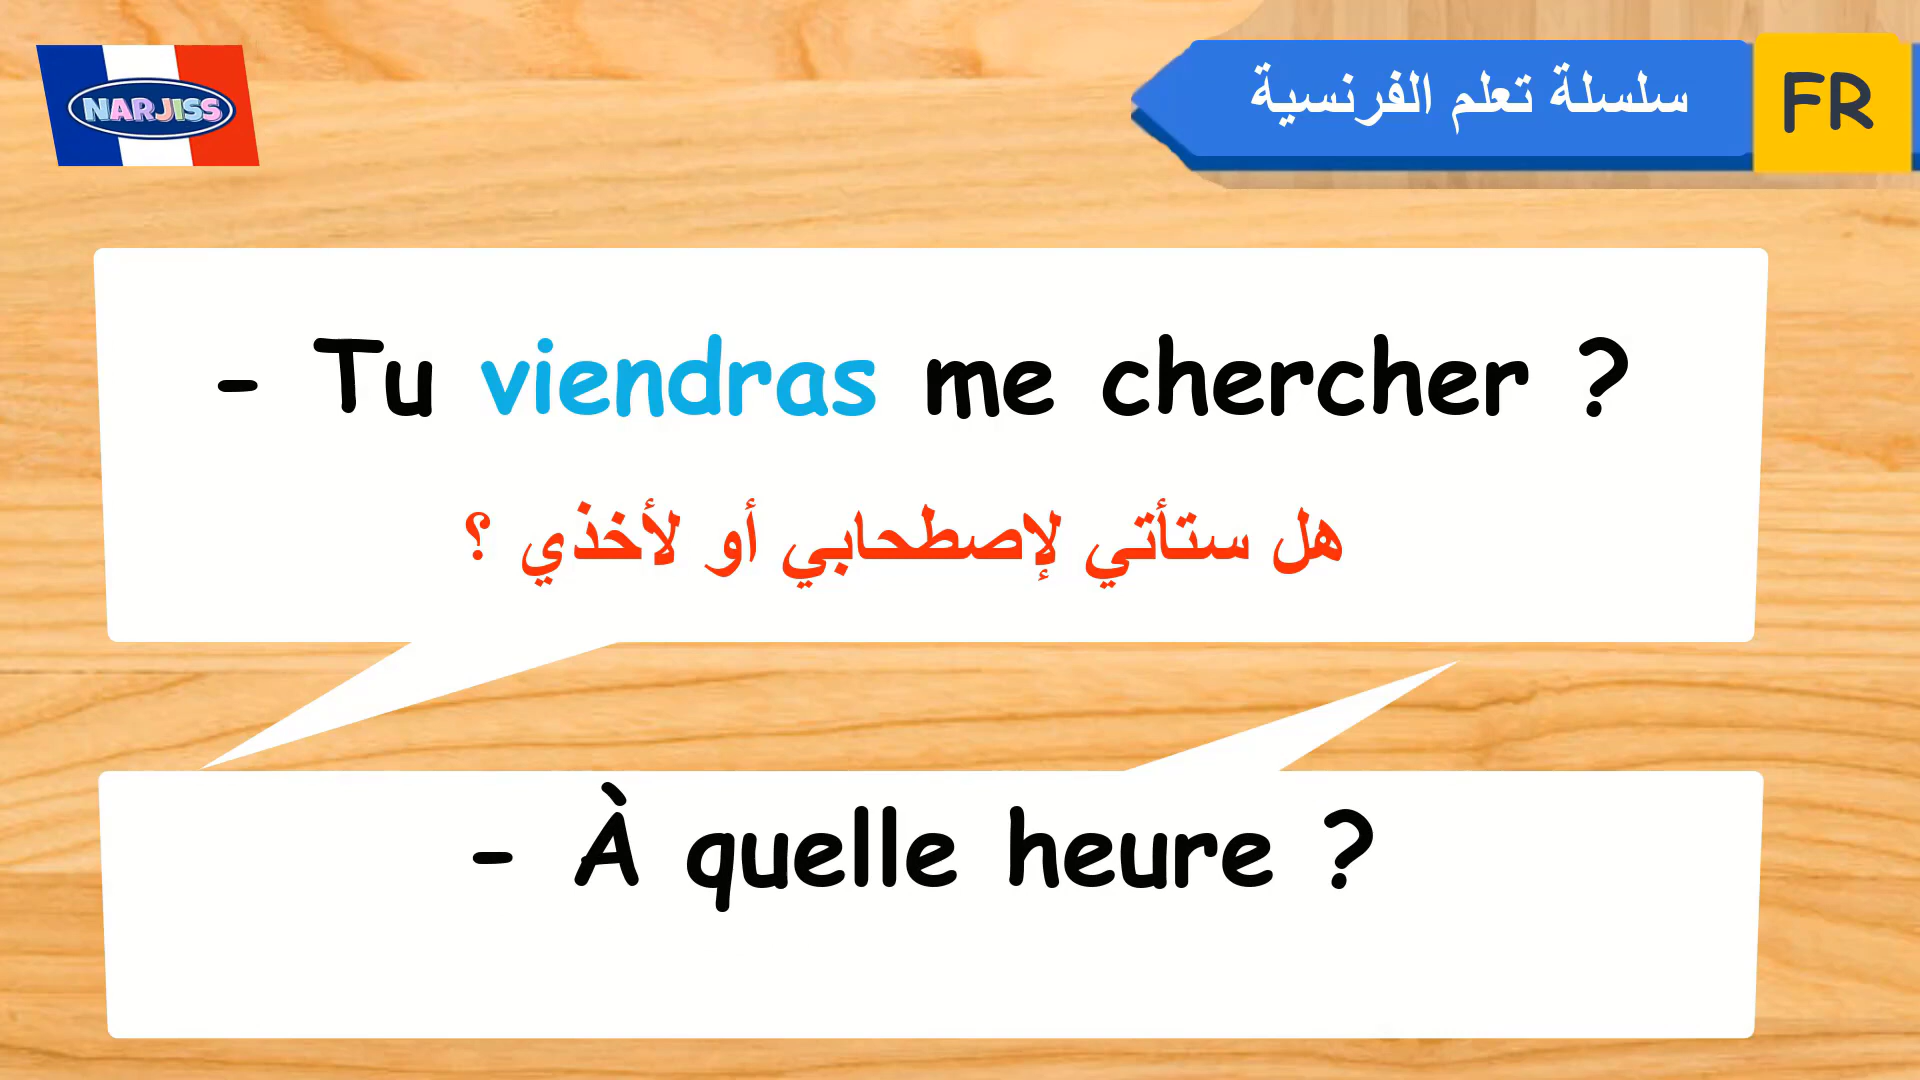 NARJISS
سلسلة تعلم الفرنسية
FR
- Tu viendras me chercher ?
هل ستأتي لإصطحابي أو لأخذي ؟
- À quelle heure ?